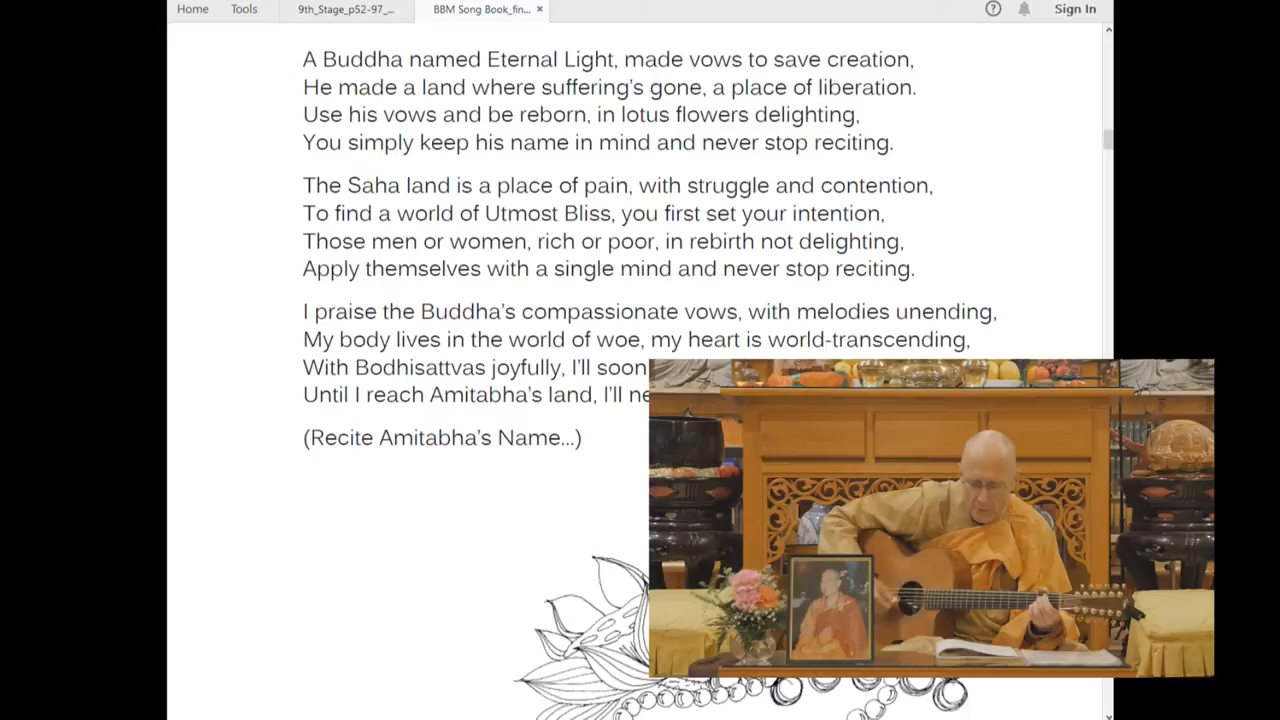 Home Tools 9th_Stage_p52-97_... BBM Song Book_fin... × ? Sign In
A Buddha named Eternal Light, made vows to save creation,
He made a land where suffering's gone, a place of liberation.
Use his vows and be reborn, in lotus flowers delighting,
You simply keep his name in mind and never stop reciting.
The Saha land is a place of pain, with struggle and contention,
To find a world of Utmost Bliss, you first set your intention,
Those men or women, rich or poor, in rebirth not delighting,
Apply themselves with a single mind and never stop reciting.
I praise the Buddha's compassionate vows, with melodies unending,
My body lives in the world of woe, my heart is world-transcending,
With Bodhisattvas joyfully, I'll soon
Until I reach Amitabha's land, I'll ne
(Recite Amitabha's Name...)